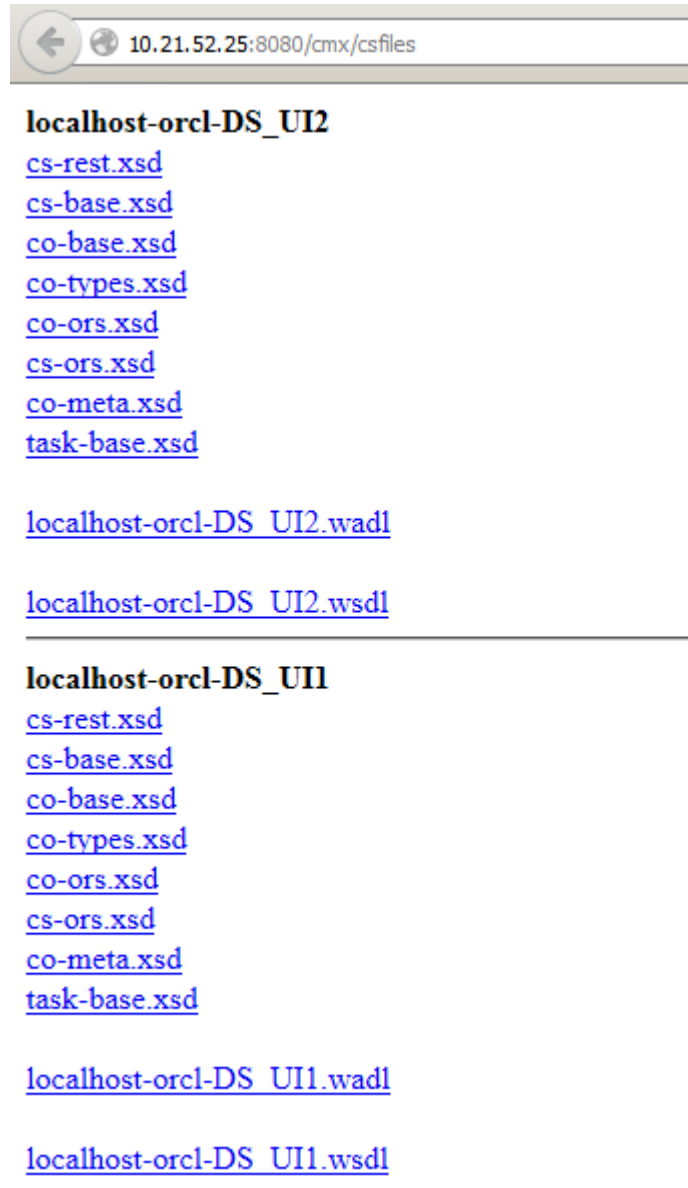 10.21.52.25:8080/cmx/csfiles
localhost-orcl-DS_UI2
cs-rest.xsd
cs-base.xsd
co-base.xsd
co-types.xsd
co-ors.xsd
cs-ors.xsd
co-meta.xsd
task-base.xsd
localhost-orcl-DS_UI2.wadl
localhost-orcl-DS_UI2.wsdl
localhost-orcl-DS_UI1
cs-rest.xsd
cs-base.xsd
co-base.xsd
co-types.xsd
co-ors.xsd
cs-ors.xsd
co-meta.xsd
task-base.xsd
localhost-orcl-DS_UI1.wadl
localhost-orcl-DS_UI1.wsdl